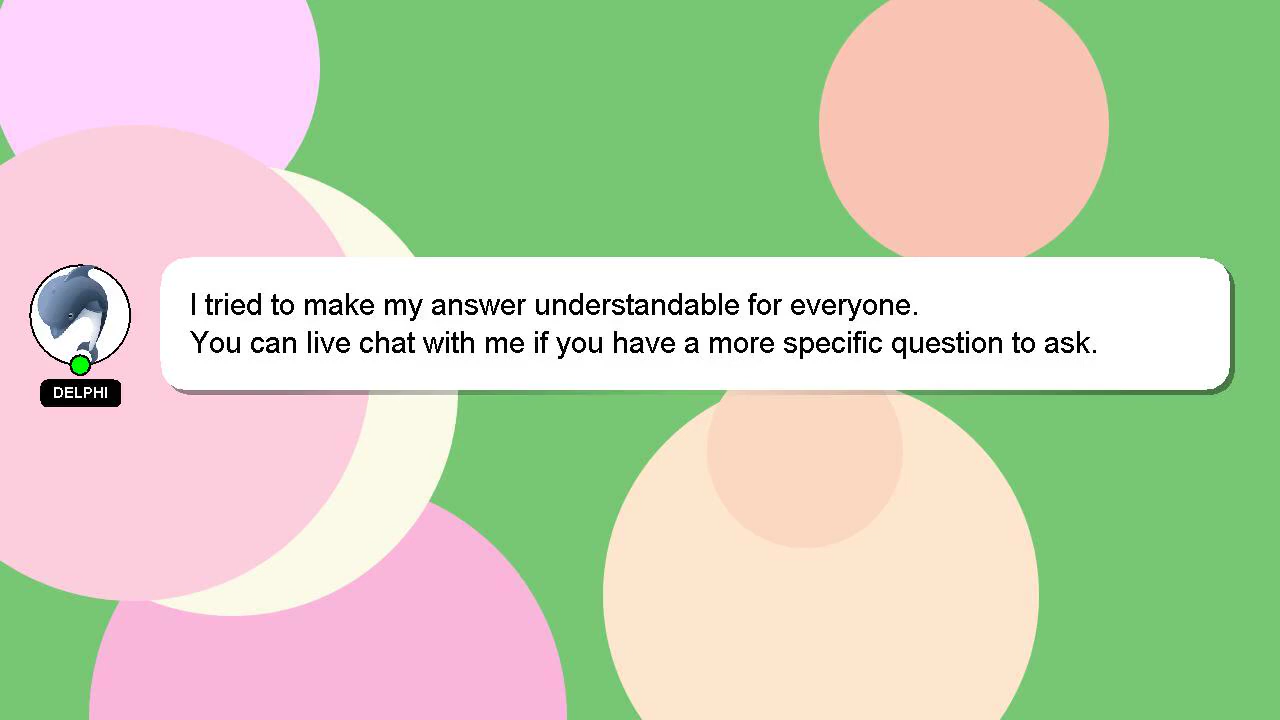 I tried to make my answer understandable for everyone.
You can live chat with me if you have a more specific question to ask.
DELPHI